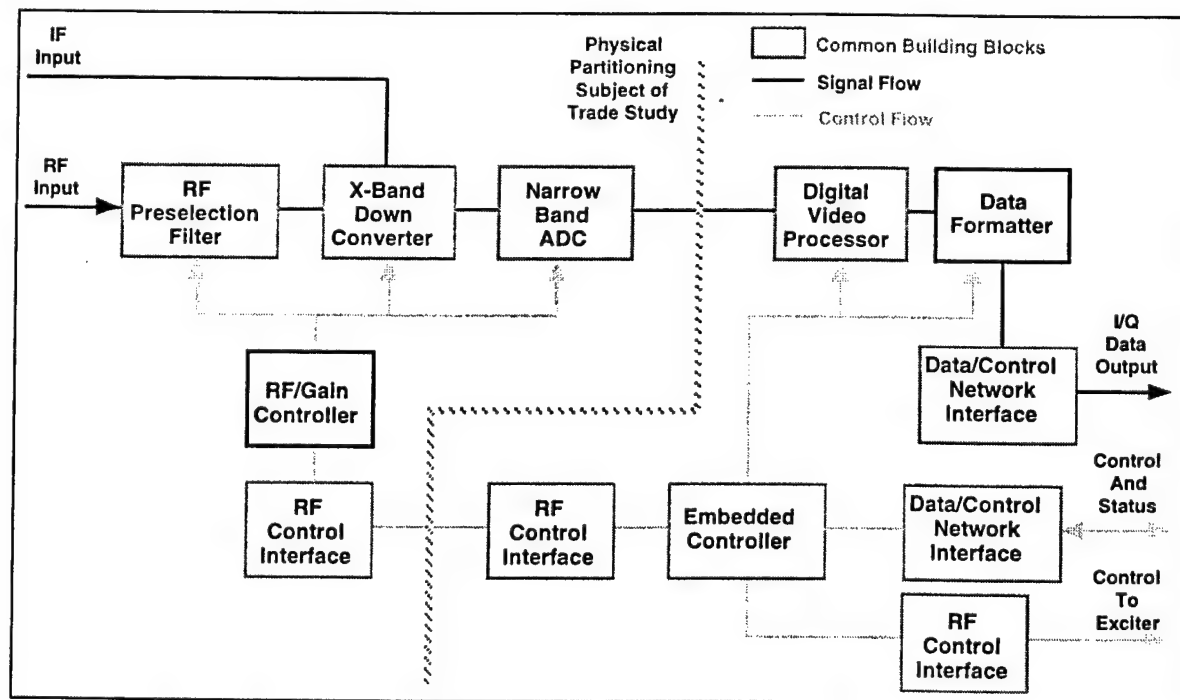 IF
Input
Physical
Partitioning
Subject of
Trade Study
Common Building Blocks
Signal Flow
Control Flow
RF
Input
RF
Preselection
Filter
X-Band
Down
Converter
Narrow
Band
ADC
Digital
Video
Processor
Data
Formatter
I/Q
Data
Output
RF/Gain
Controller
Data/Control
Network
Interface
RF
Control
Interface
RF
Control
Interface
Embedded
Controller
Data/Control
Network
Interface
Control
And
Status
RF
Control
Interface
Control
To
Exciter